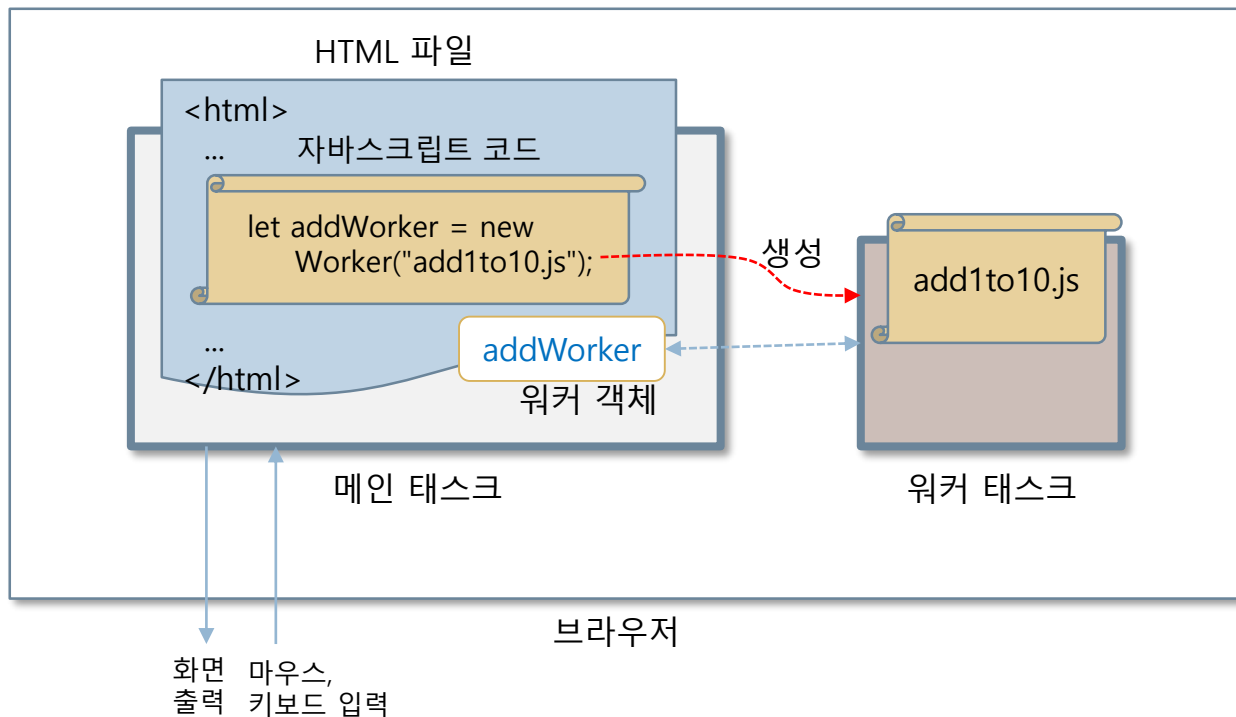 HTML 파일
<html>
... 자바스크립트 코드
let addWorker = new
Worker("add1to10.js");
생성
add1to10.js
...
addWorker
</html>
워커 객체
메인 태스크
워커 태스크
브라우저
화면
출력
마우스,
키보드 입력